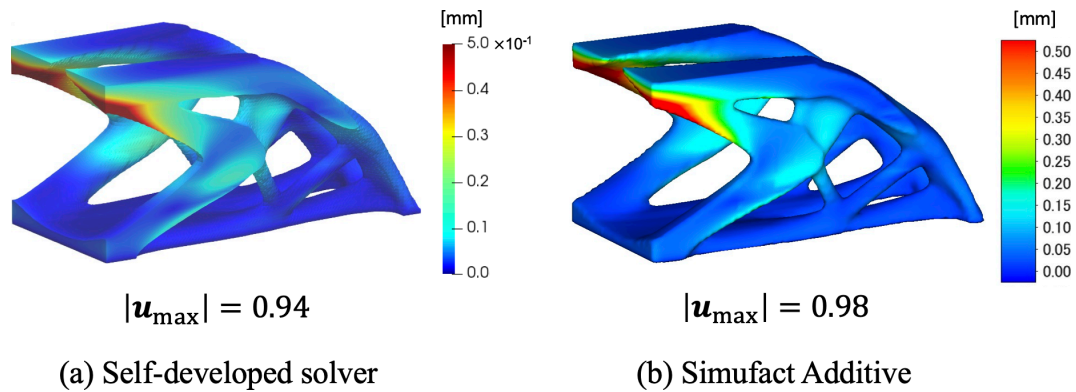 [mm]
5.0 ×10⁻¹
0.4
0.3
0.2
0.1
0.0
|𝒖max| = 0.94
(a) Self-developed solver
[mm]
0.50
0.45
0.40
0.35
0.30
0.25
0.20
0.15
0.10
0.05
0.00
|𝒖max| = 0.98
(b) Simufact Additive